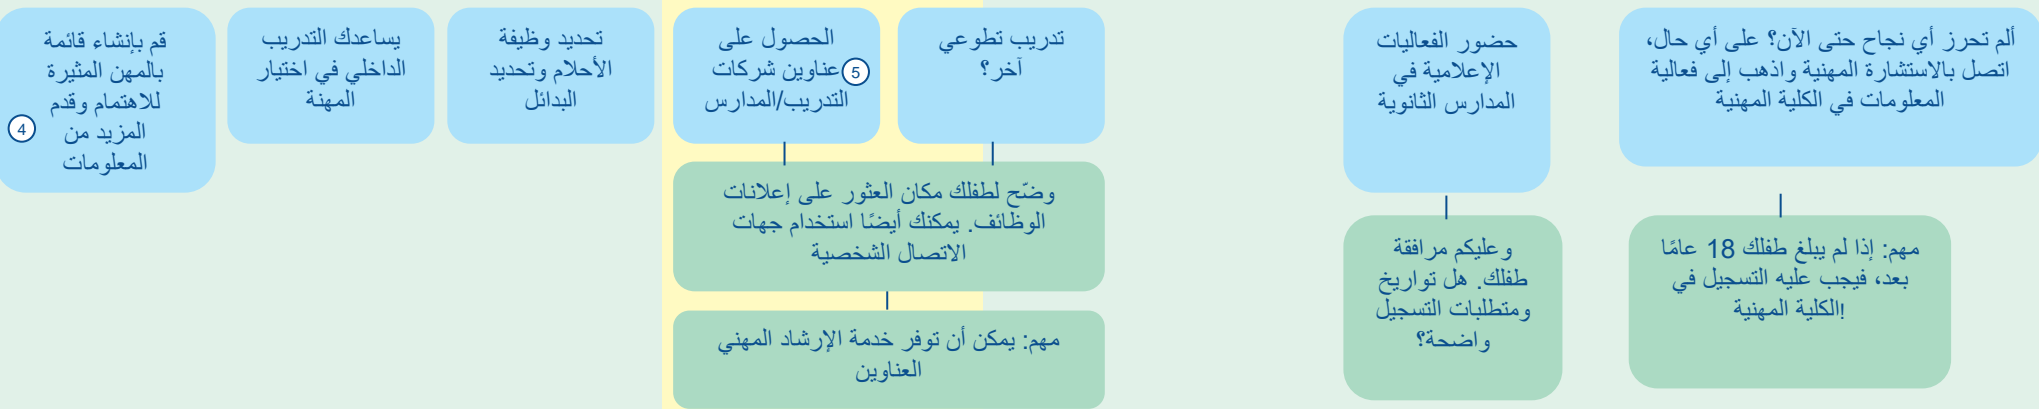 قم بإنشاء قائمة
بالمهن المثيرة
للاهتمام وقدم
المزيد من
المعلومات
4
يساعدك التدريب
الداخلي في اختيار
المهنة
تحديد وظيفة
الأحلام وتحديد
البدائل
الحصول على
عناوين شركات
التدريب/المدارس
5
تدريب تطوعي
آخر؟
وضّح لطفلك مكان العثور على إعلانات
الوظائف. يمكنك أيضًا استخدام جهات
الاتصال الشخصية
مهم: يمكن أن توفر خدمة الإرشاد المهني
العناوين
حضور الفعاليات
الإعلامية في
المدارس الثانوية
وعليكم مرافقة
طفلك. هل تواريخ
ومتطلبات التسجيل
واضحة؟
ألم تحرز أي نجاح حتى الآن؟ على أي حال،
اتصل بالاستشارة المهنية واذهب إلى فعالية
المعلومات في الكلية المهنية
مهم: إذا لم يبلغ طفلك 18 عامًا
بعد، فيجب عليه التسجيل في
الكلية المهنية!